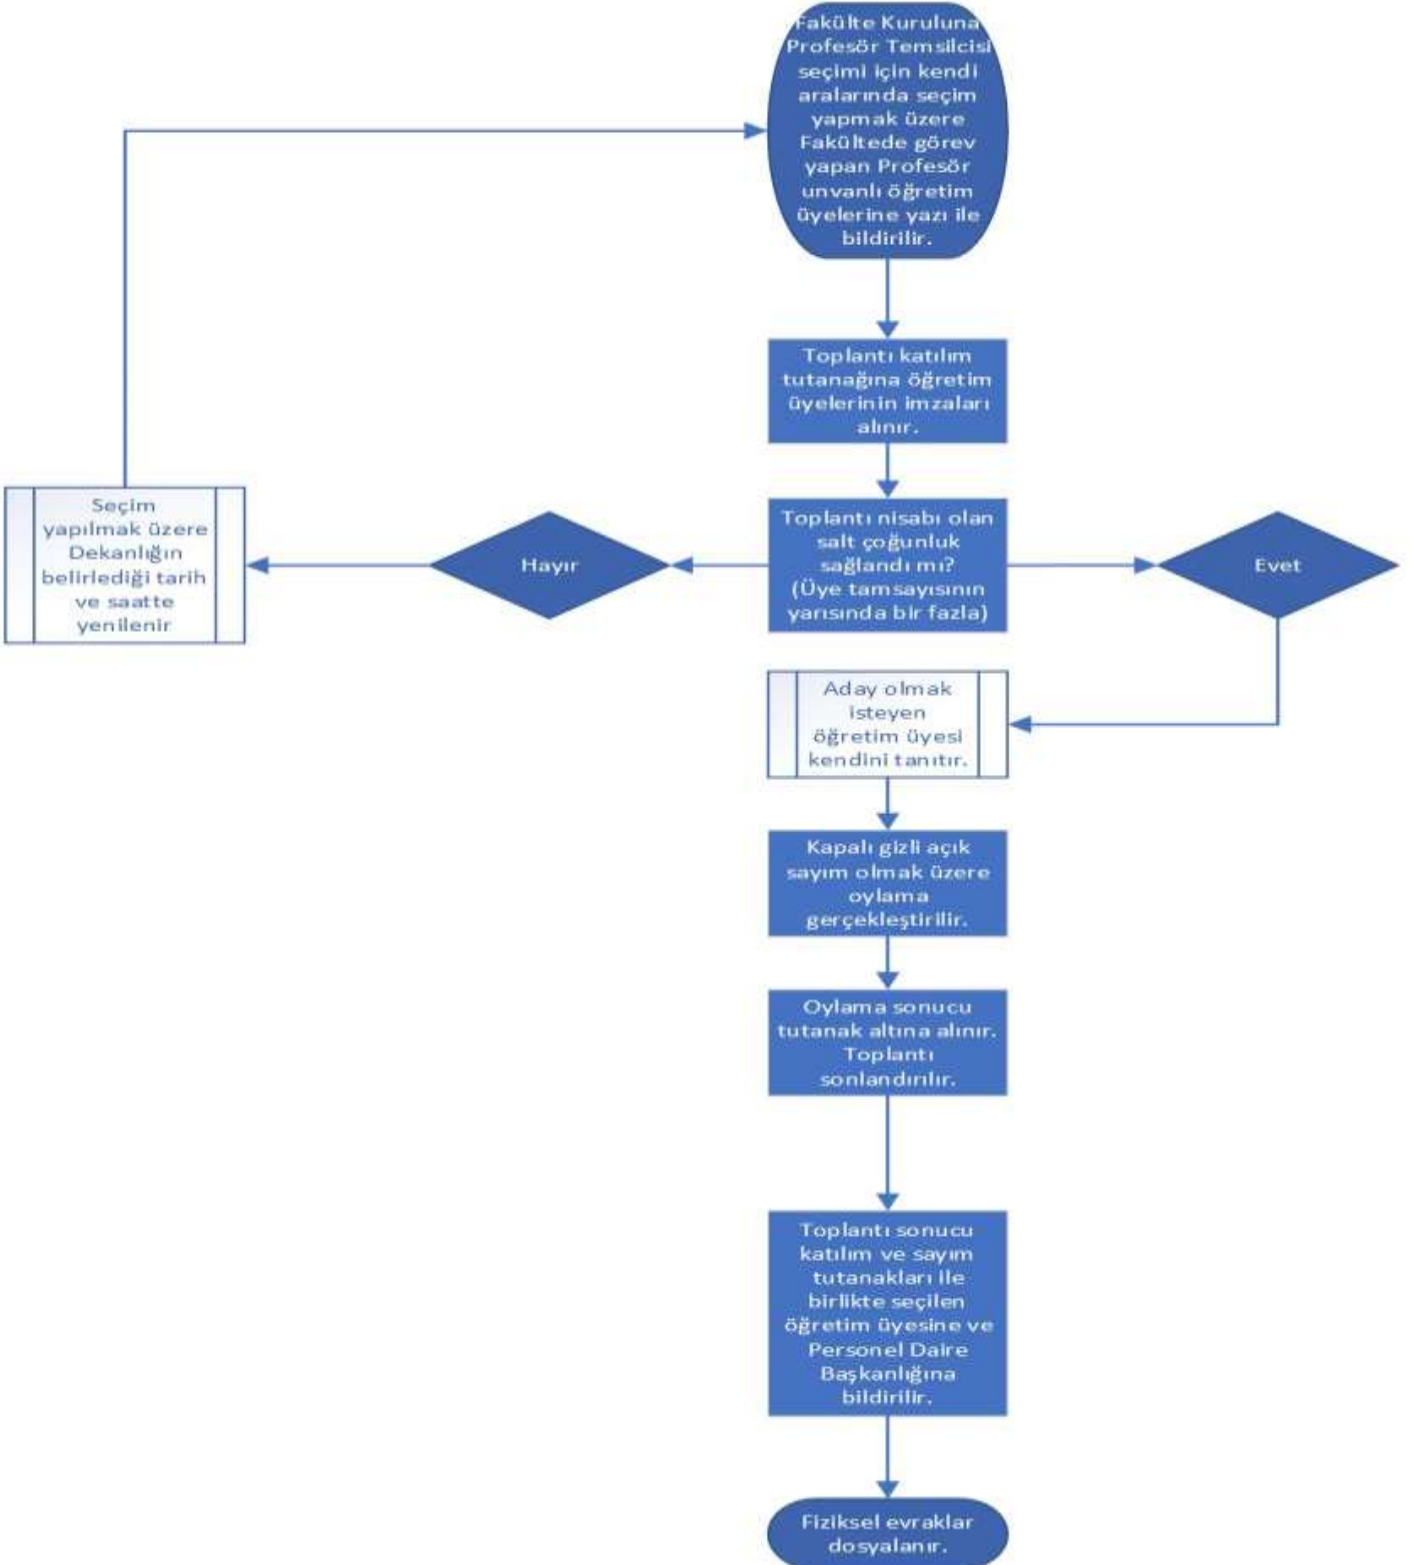 Fakülte Kuruluna
Profesör Temsilcisi
seçimi için kendi
aralarında seçim
yapmak üzere
Fakültede görev
yapan Profesör
unvanlı öğretim
üyelerine yazı ile
bildirilir.
Toplantı katılım
tutanağına öğretim
üyelerinin imzaları
alınır.
Seçim
yapılmak üzere
Dekanlığın
belirlediği tarih
ve saatte
yenilenir
Hayır
Toplantı nisabı olan
salt çoğunluk
sağlandı mı?
(Üye tamsayısının
yarısında bir fazla)
Evet
Aday olmak
isteyen
öğretim üyesi
kendini tanıtır.
Kapalı gizli açık
sayım olmak üzere
oylama
gerçekleştirilir.
Oylama sonucu
tutanak altına alınır.
Toplantı
sonlandırılır.
Toplantı sonucu
katılım ve sayım
tutanakları ile
birlikte seçilen
öğretim üyesine ve
Personel Daire
Başkanlığına
bildirilir.
Fiziksel evraklar
dosyalanır.